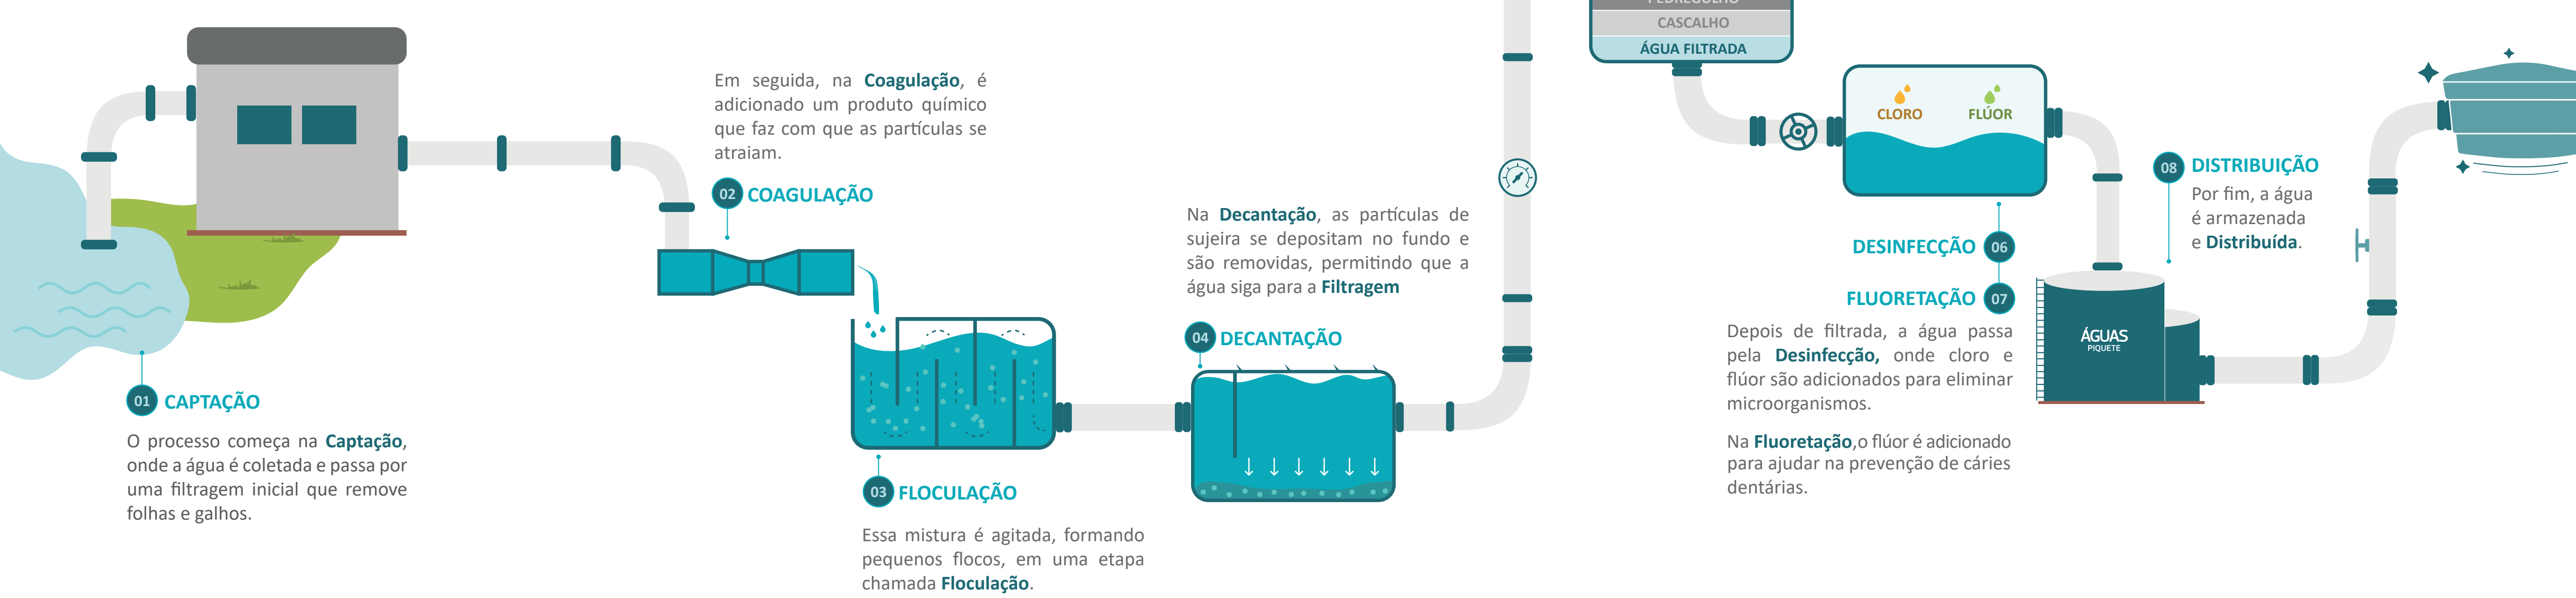 O processo começa na Captação,
onde a água é coletada e passa por
uma filtragem inicial que remove
folhas e galhos.
01 CAPTAÇÃO
Em seguida, na Coagulação, é
adicionado um produto químico
que faz com que as partículas se
atraiam.
02 COAGULAÇÃO
03 FLOCULAÇÃO
Essa mistura é agitada, formando
pequenos flocos, em uma etapa
chamada Floculação.
Na Decantação, as partículas de
sujeira se depositam no fundo e
são removidas, permitindo que a
água siga para a Filtragem
04 DECANTAÇÃO
PEDREGULHO
CASCALHO
ÁGUA FILTRADA
CLORO
FLÚOR
DESINFECÇÃO 06
FLUORETAÇÃO 07
Depois de filtrada, a água passa
pela Desinfecção, onde cloro e
flúor são adicionados para eliminar
microorganismos.
Na Fluoretação,o flúor é adicionado
para ajudar na prevenção de cáries
dentárias.
08 DISTRIBUIÇÃO
Por fim, a água
é armazenada
e Distribuída.
ÁGUAS
PIQUETE